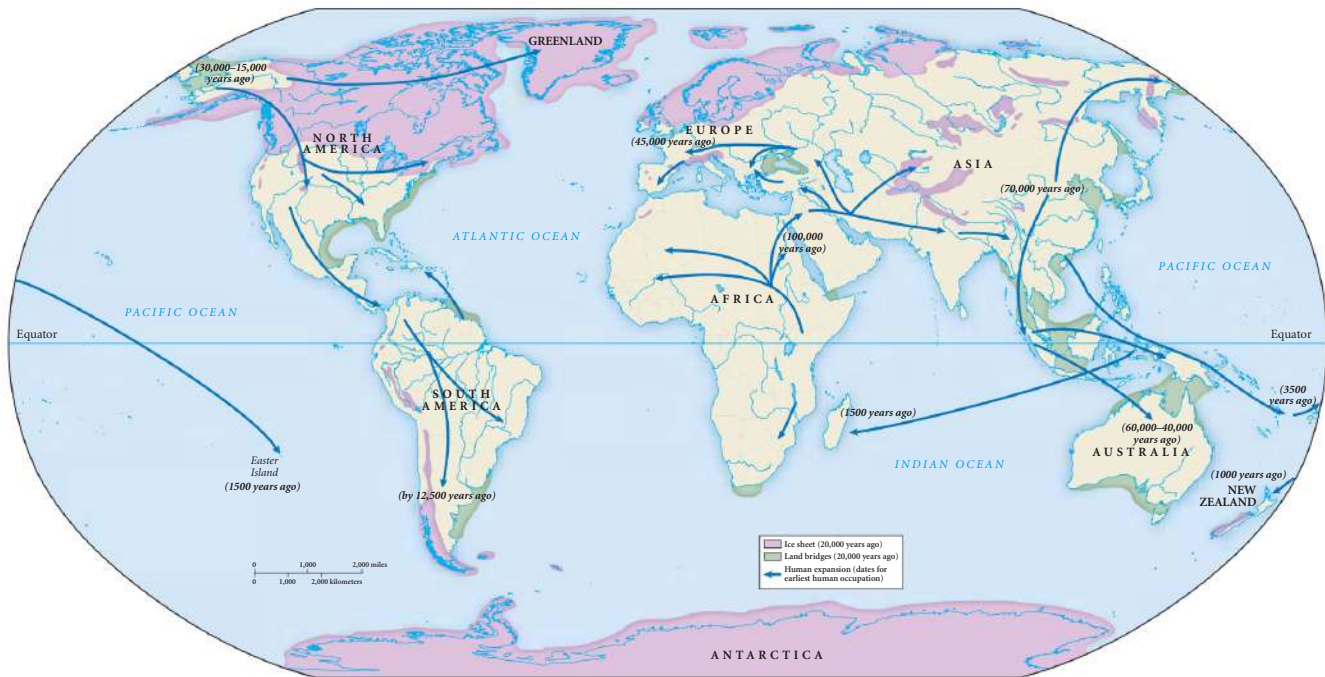 GREENLAND
(30,000–15,000
years ago)
NORTH
AMERICA
EUROPE
(45,000 years ago)
ASIA
(70,000 years ago)
ATLANTIC OCEAN
(100,000
years ago)
PACIFIC OCEAN
AFRICA
PACIFIC OCEAN
Equator
Equator
SOUTH
AMERICA
(3500
years ago)
(1500 years ago)
(60,000–40,000
years ago)
AUSTRALIA
Easter
Island
(1500 years ago)
INDIAN OCEAN
(1000 years ago)
NEW
ZEALAND
(by 12,500 years ago)
Ice sheet (20,000 years ago)
Land bridges (20,000 years ago)
Human expansion (dates for
earliest human occupation)
0 1,000 2,000 miles
0 1,000 2,000 kilometers
ANTARCTICA